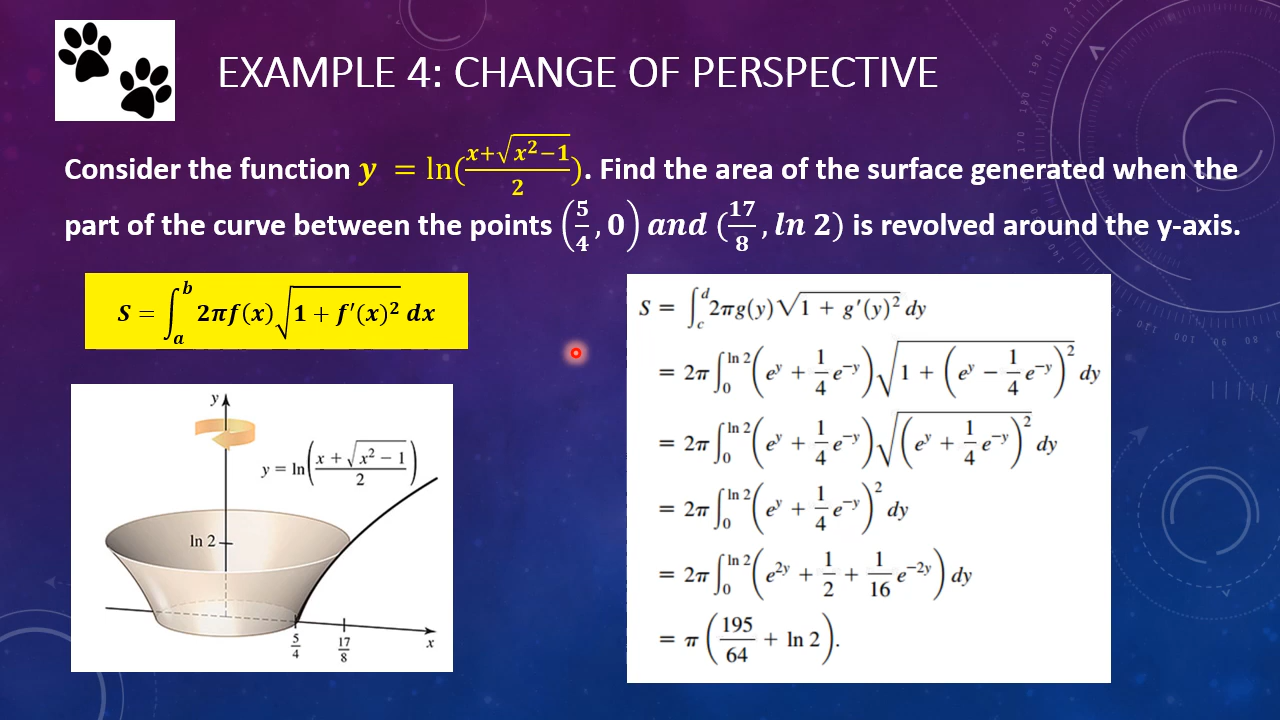 EXAMPLE 4: CHANGE OF PERSPECTIVE
Consider the function y = ln((x+√(x²−1))/2). Find the area of the surface generated when the
part of the curve between the points (5/4, 0) and (17/8, ln 2) is revolved around the y-axis.
S = ∫_a^b 2πf(x)√(1 + f′(x)²) dx
y
y = ln((x + √(x² − 1))/2)
ln 2
5/4
17/8
x
S = ∫_c^d 2πg(y)√(1 + g′(y)²) dy
= 2π ∫_0^{ln 2} (e^y + 1/4 e^{−y}) √(1 + (e^y − 1/4 e^{−y})²) dy
= 2π ∫_0^{ln 2} (e^y + 1/4 e^{−y}) √((e^y + 1/4 e^{−y})²) dy
= 2π ∫_0^{ln 2} (e^y + 1/4 e^{−y})² dy
= 2π ∫_0^{ln 2} (e^{2y} + 1/2 + 1/16 e^{−2y}) dy
= π (195/64 + ln 2).